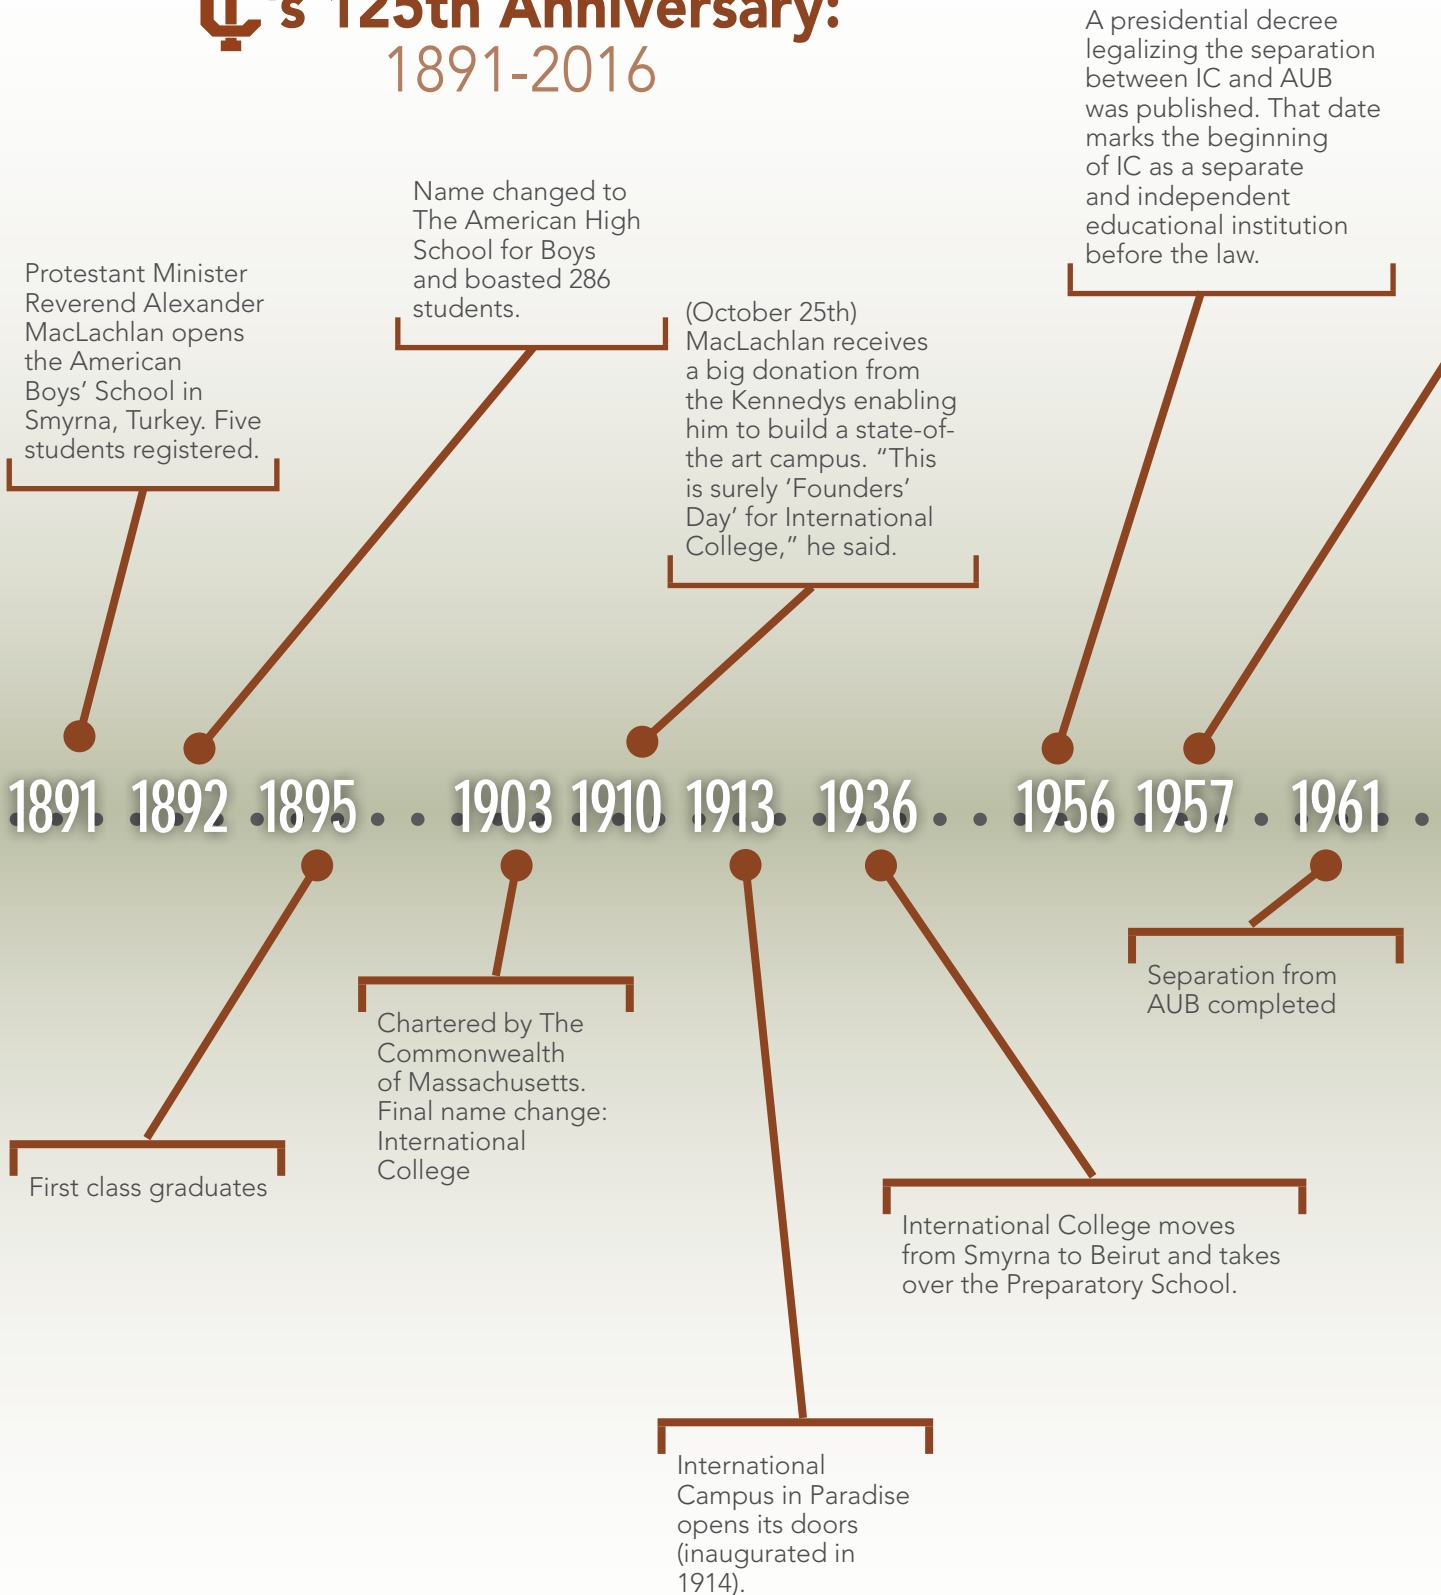 IC's 125th Anniversary:
1891-2016
A presidential decree
legalizing the separation
between IC and AUB
was published. That date
marks the beginning
of IC as a separate
and independent
educational institution
before the law.
Name changed to
The American High
School for Boys
and boasted 286
students.
Protestant Minister
Reverend Alexander
MacLachlan opens
the American
Boys’ School in
Smyrna, Turkey. Five
students registered.
(October 25th)
MacLachlan receives
a big donation from
the Kennedys enabling
him to build a state-of-
the art campus. “This
is surely ‘Founders’
Day’ for International
College,” he said.
1891 1892 1895 1903 1910 1913 1936 1956 1957 1961
Separation from
AUB completed
Chartered by The
Commonwealth
of Massachusetts.
Final name change:
International
College
First class graduates
International College moves
from Smyrna to Beirut and takes
over the Preparatory School.
International
Campus in Paradise
opens its doors
(inaugurated in
1914).